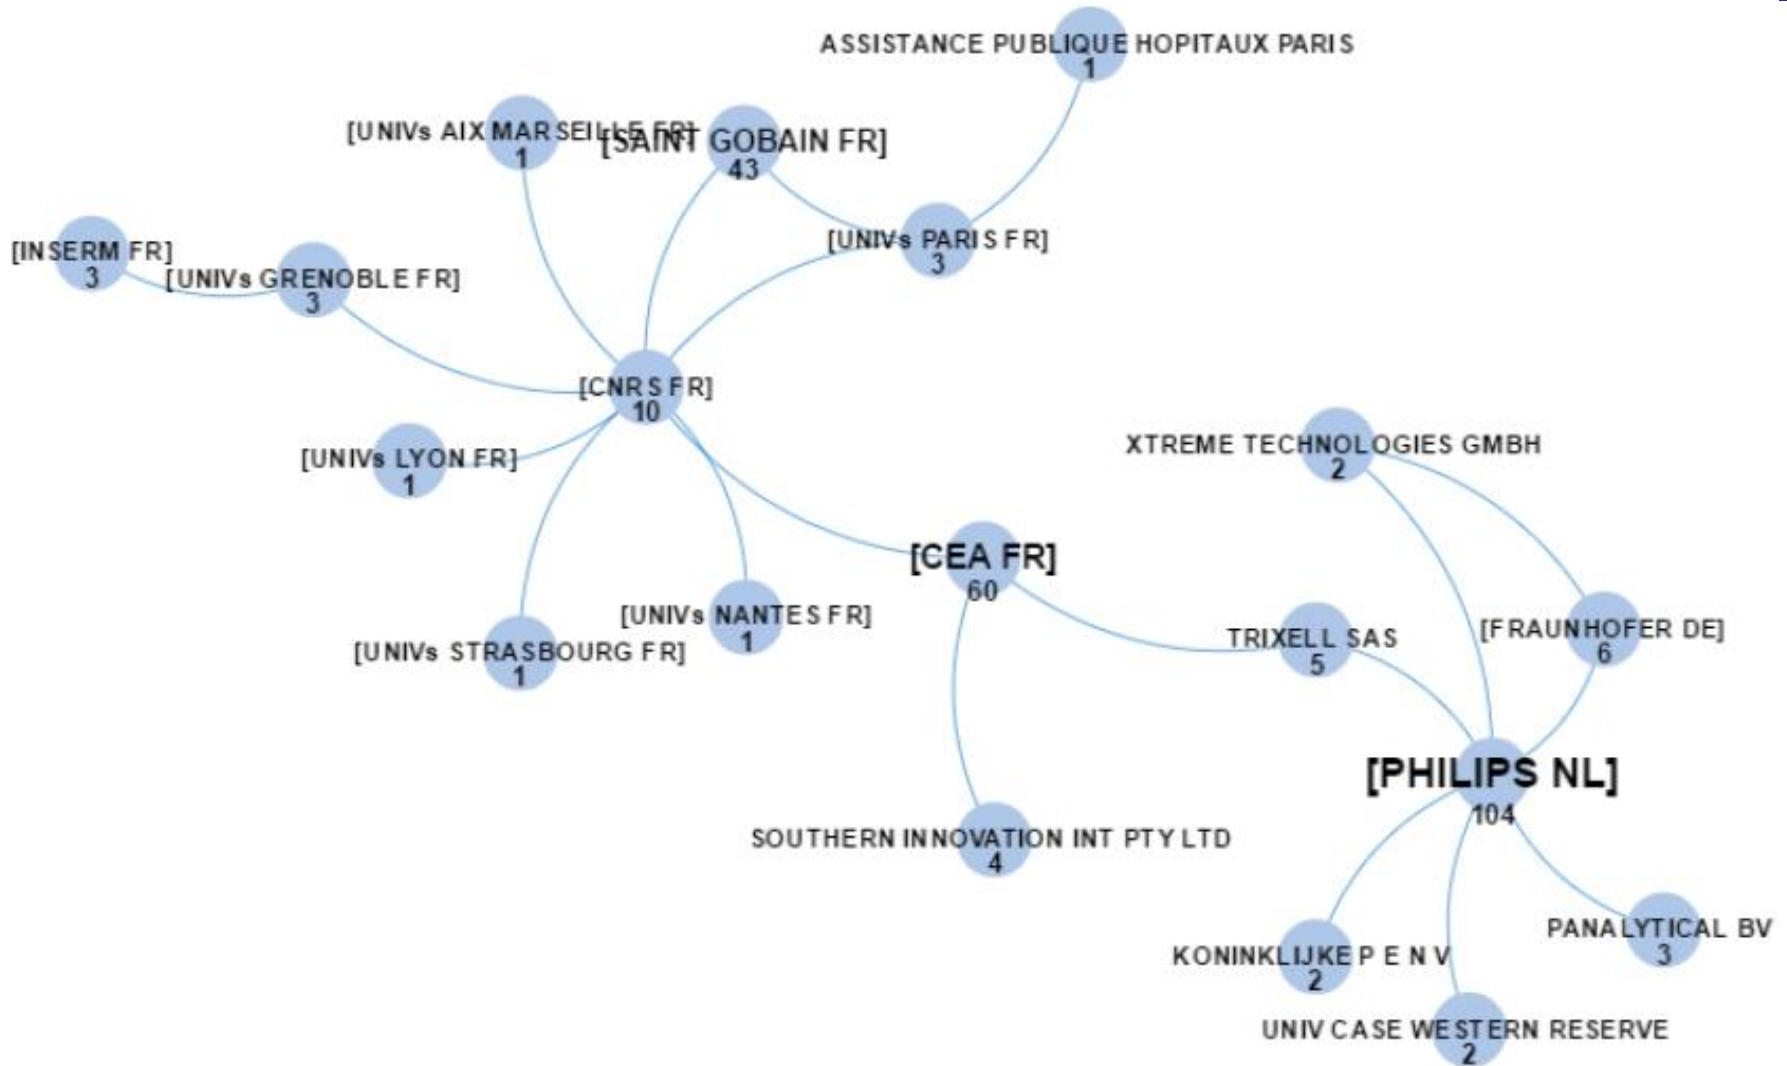 ASSISTANCE PUBLIQUE HOPITAUX PARIS
1
[UNIVs AIX MARSEILLE FR]
1
[SAINT GOBAIN FR]
43
[UNIVs PARIS FR]
3
[INSERM FR]
3
[UNIVs GRENOBLE FR]
3
[CNRS FR]
10
[UNIVs LYON FR]
1
XTREME TECHNOLOGIES GMBH
2
[CEA FR]
60
[UNIVs NANTES FR]
1
[UNIVs STRASBOURG FR]
1
TRIXELL SAS
5
[FRAUNHOFER DE]
6
[PHILIPS NL]
104
SOUTHERN INNOVATION INT PTY LTD
4
KONINKLIJKE P E N V
2
PANALYTICAL BV
3
UNIV CASE WESTERN RESERVE
2